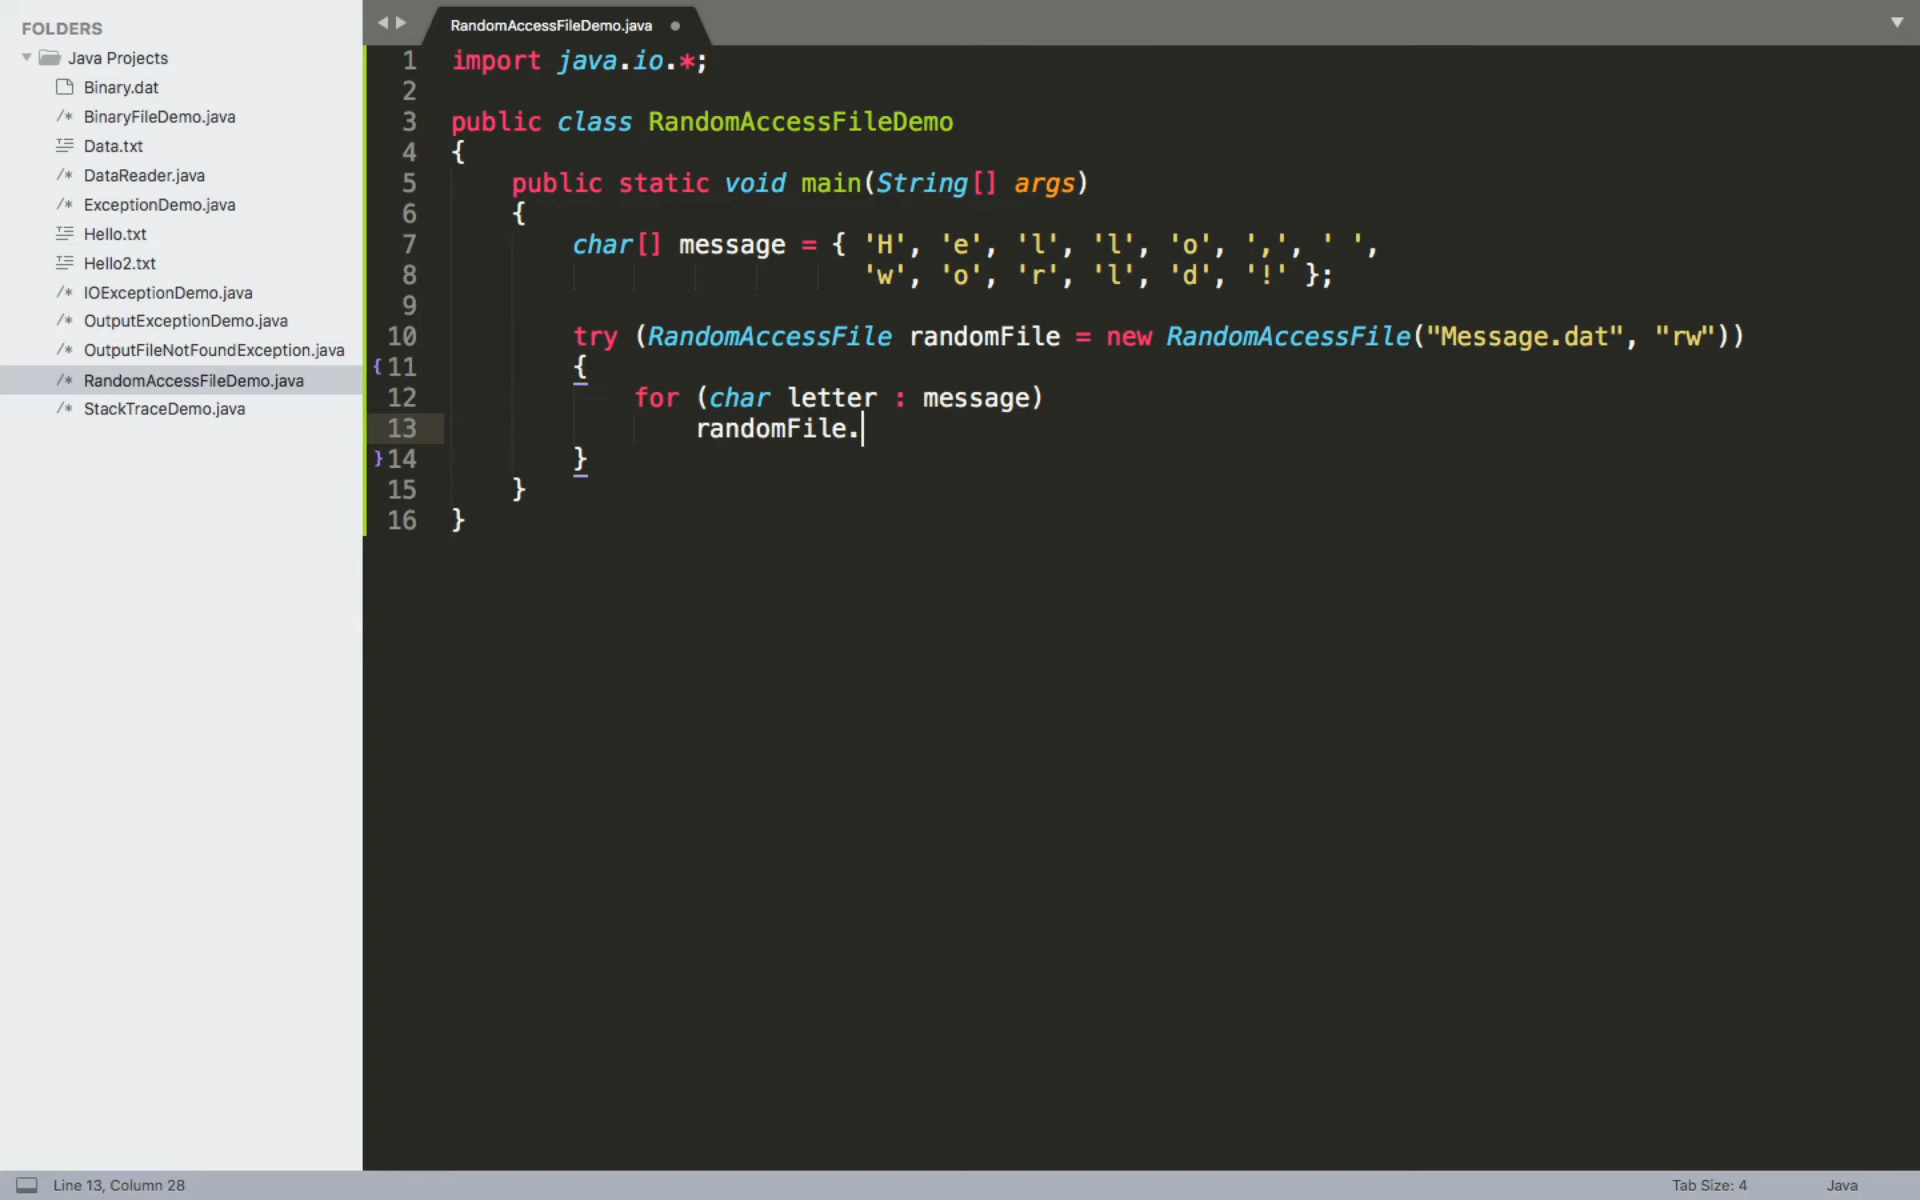 FOLDERS
Java Projects
Binary.dat
/* BinaryFileDemo.java
Data.txt
/* DataReader.java
/* ExceptionDemo.java
Hello.txt
Hello2.txt
/* IOExceptionDemo.java
/* OutputExceptionDemo.java
/* OutputFileNotFoundException.java
/* RandomAccessFileDemo.java
/* StackTraceDemo.java
RandomAccessFileDemo.java
1 import java.io.*;
2
3 public class RandomAccessFileDemo
4 {
5 public static void main(String[] args)
6 {
7 char[] message = { 'H', 'e', 'l', 'l', 'o', ',', ' ',
8 'w', 'o', 'r', 'l', 'd', '!' };
9
10 try (RandomAccessFile randomFile = new RandomAccessFile("Message.dat", "rw"))
{ 11 {
12 for (char letter : message)
13 randomFile.
} 14 }
15 }
16 }
Line 13, Column 28
Tab Size: 4
Java